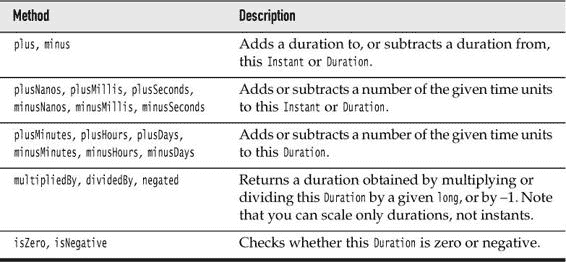 Method Description
plus, minus Adds a duration to, or subtracts a duration from,
this Instant or Duration.
plusNanos, plusMillis, plusSeconds, Adds or subtracts a number of the given time units
minusNanos, minusMillis, minusSeconds to this Instant or Duration.
plusMinutes, plusHours, plusDays, Adds or subtracts a number of the given time units
minusMinutes, minusHours, minusDays to this Duration.
multipliedBy, dividedBy, negated Returns a duration obtained by multiplying or
dividing this Duration by a given long, or by –1. Note
that you can scale only durations, not instants.
isZero, isNegative Checks whether this Duration is zero or negative.